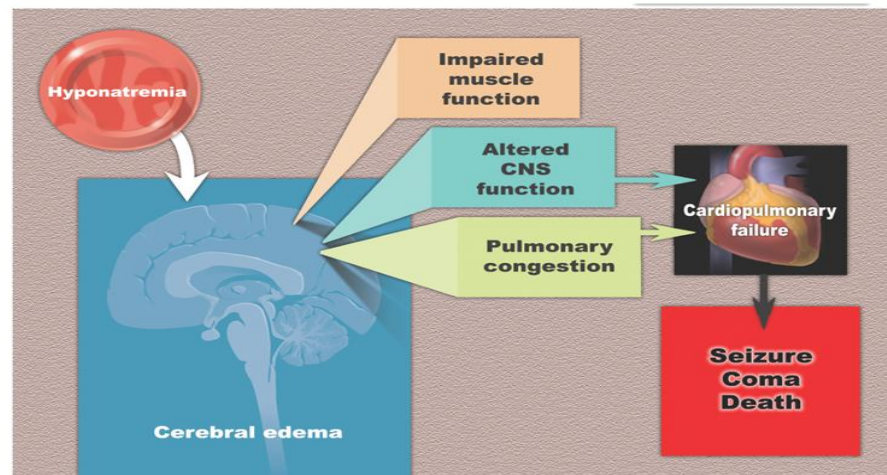 Hyponatremia
Impaired
muscle
function
Altered
CNS
function
Pulmonary
congestion
Cardiopulmonary
failure
Seizure
Coma
Death
Cerebral edema